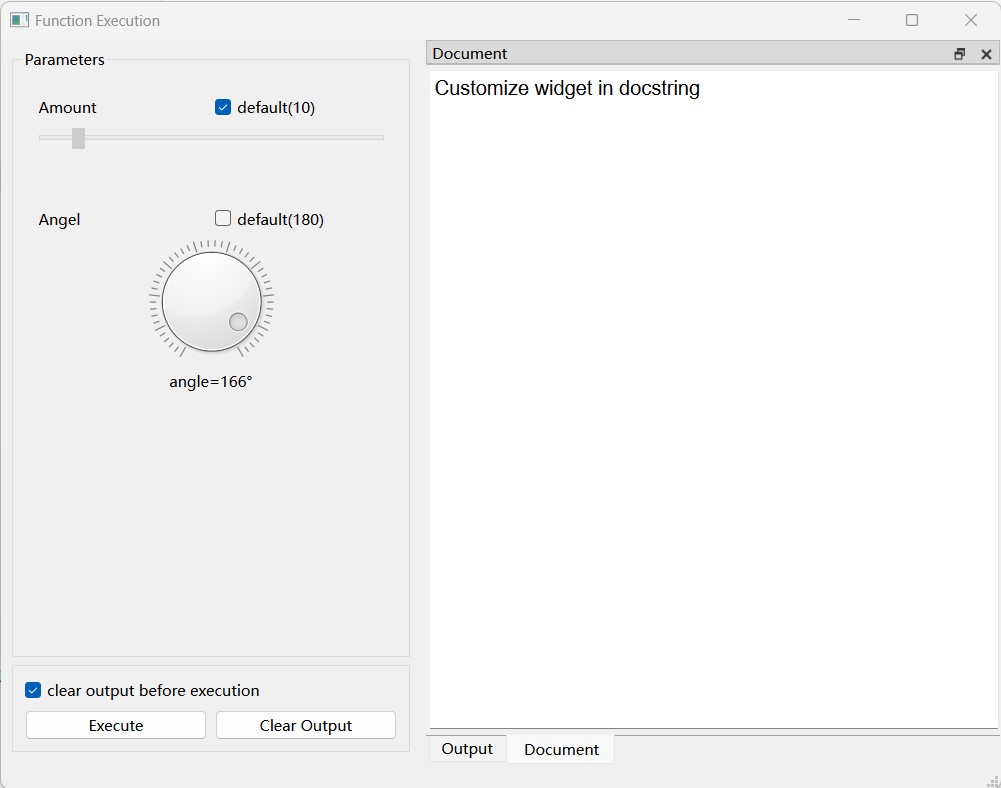 Function Execution
Parameters
Amount
default(10)
Angel
default(180)
angle=166°
clear output before execution
Execute
Clear Output
Document
Customize widget in docstring
Output
Document